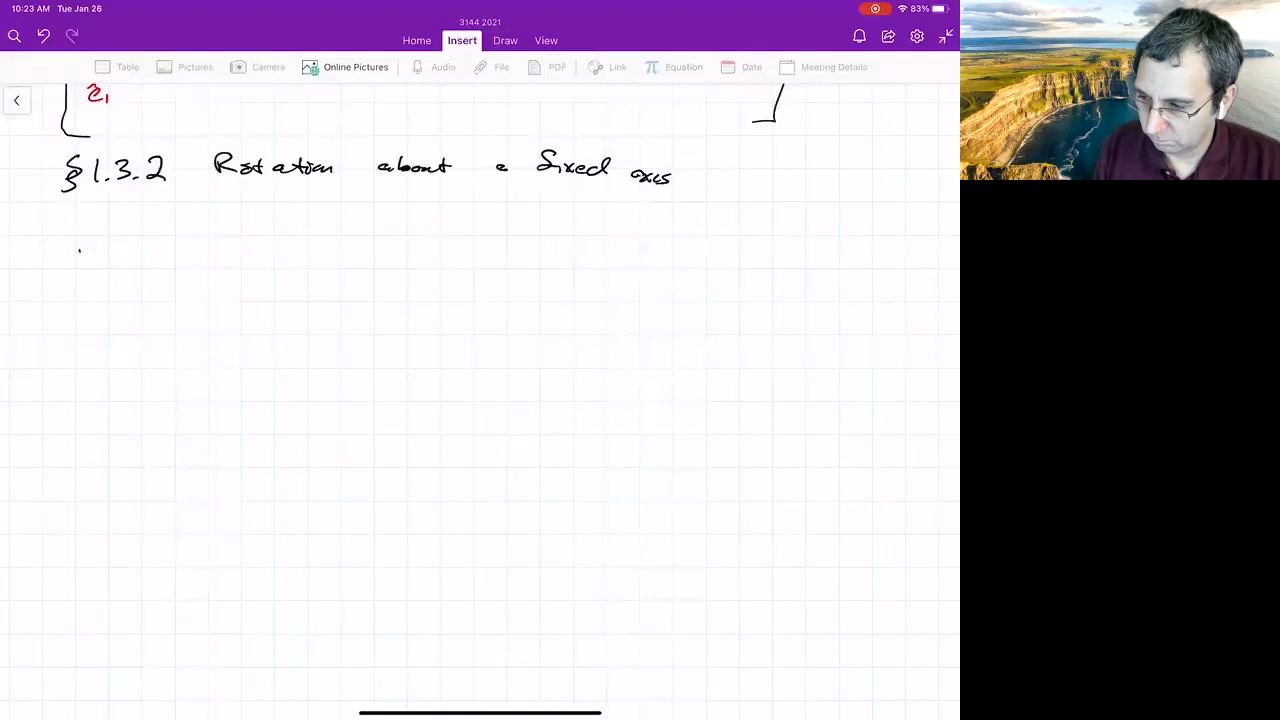 10:23 AM Tue Jan 26
83%
3144 2021
Home Insert Draw View
Table Pictures Camera Online Pictures Audio File PDF Link Equation Date Meeting Details
§ 1.3.2 Rotation about a fixed axis